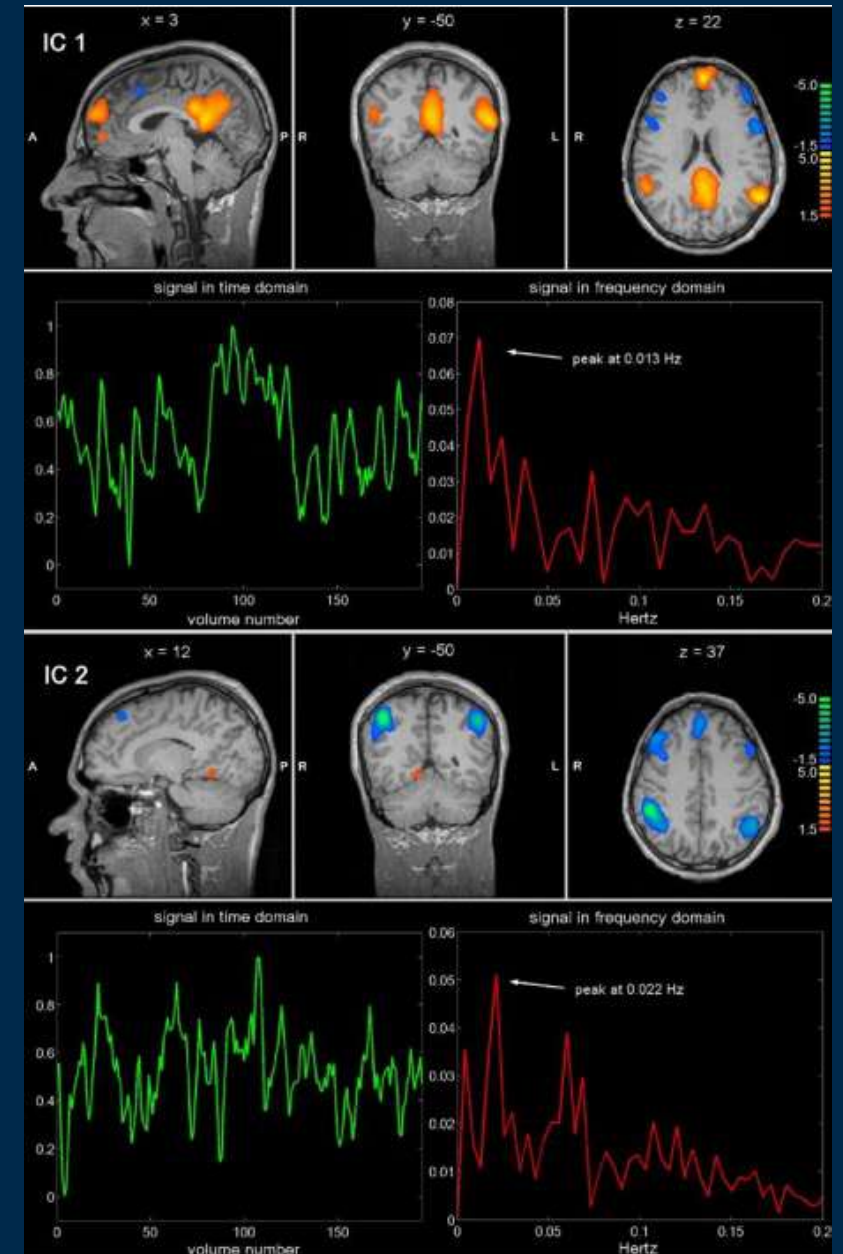 IC 1
x = 3
y = -50
z = 22
A
P
R
L
R
-5.0
-1.5
5.0
1.5
signal in time domain
1
0.8
0.6
0.4
0.2
0
0 50 100 150
volume number
signal in frequency domain
peak at 0.013 Hz
0.08
0.07
0.06
0.05
0.04
0.03
0.02
0.01
0
0 0.05 0.1 0.15 0.2
Hertz
IC 2
x = 12
y = -50
z = 37
A
P
R
L
R
-5.0
-1.5
5.0
1.5
signal in time domain
1
0.8
0.6
0.4
0.2
0
0 50 100 150
volume number
signal in frequency domain
peak at 0.022 Hz
0.06
0.05
0.04
0.03
0.02
0.01
0
0 0.05 0.1 0.15 0.2
Hertz